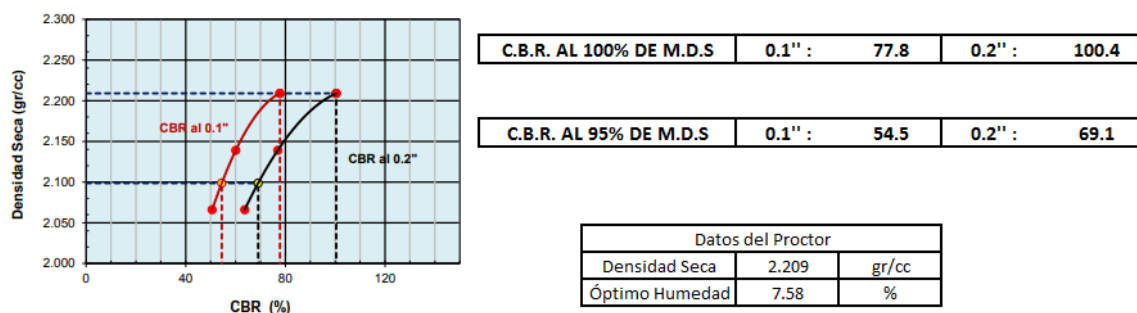 2.300
2.250
2.200
2.150
2.100
2.050
2.000
Densidad Seca (gr/cc)
CBR al 0.1"
CBR al 0.2"
0 40 80 120
CBR (%)
C.B.R. AL 100% DE M.D.S 0.1'' : 77.8 0.2'' : 100.4
C.B.R. AL 95% DE M.D.S 0.1'' : 54.5 0.2'' : 69.1
Datos del Proctor
Densidad Seca 2.209 gr/cc
Óptimo Humedad 7.58 %